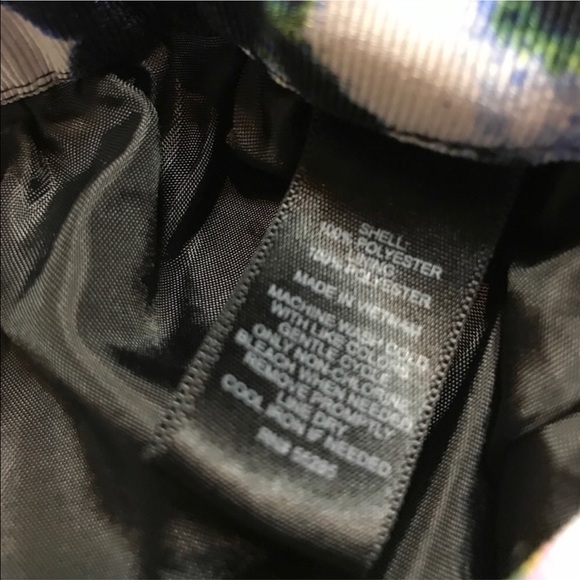 SHELL:
100% POLYESTER
LINING
100% POLYESTER
MADE IN VIETNAM
MACHINE WASH COLD
WITH LIKE COLORS
GENTLE CYCLE
ONLY NON-CHLORINE
BLEACH WHEN NEEDED
REMOVE PROMPTLY
LINE DRY
COOL IRON IF NEEDED
RN#